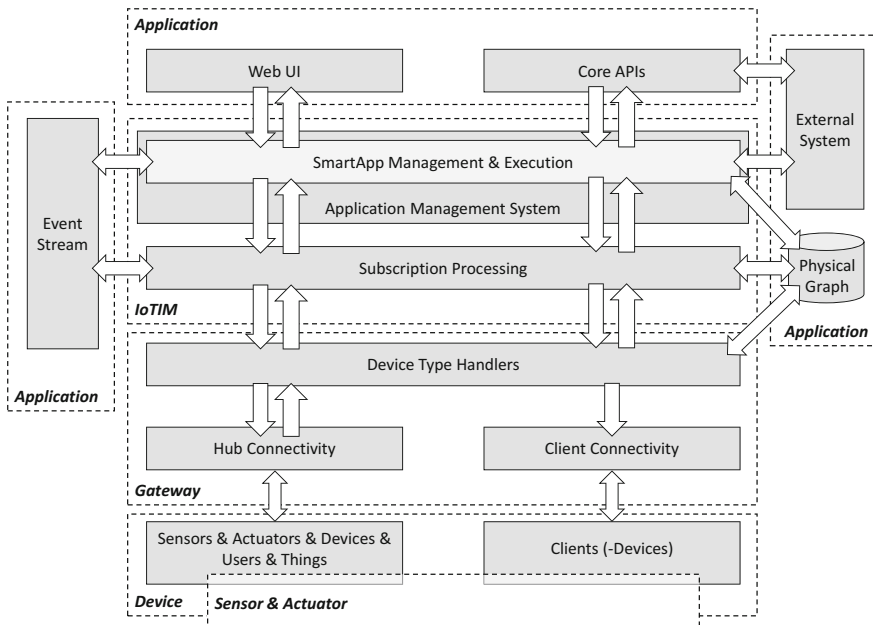 Application
Web UI
Core APIs
External
System
SmartApp Management & Execution
Application Management System
Event
Stream
Subscription Processing
Physical
Graph
IoTIM
Application
Device Type Handlers
Application
Hub Connectivity
Client Connectivity
Gateway
Sensors & Actuators & Devices &
Users & Things
Clients (-Devices)
Device
Sensor & Actuator